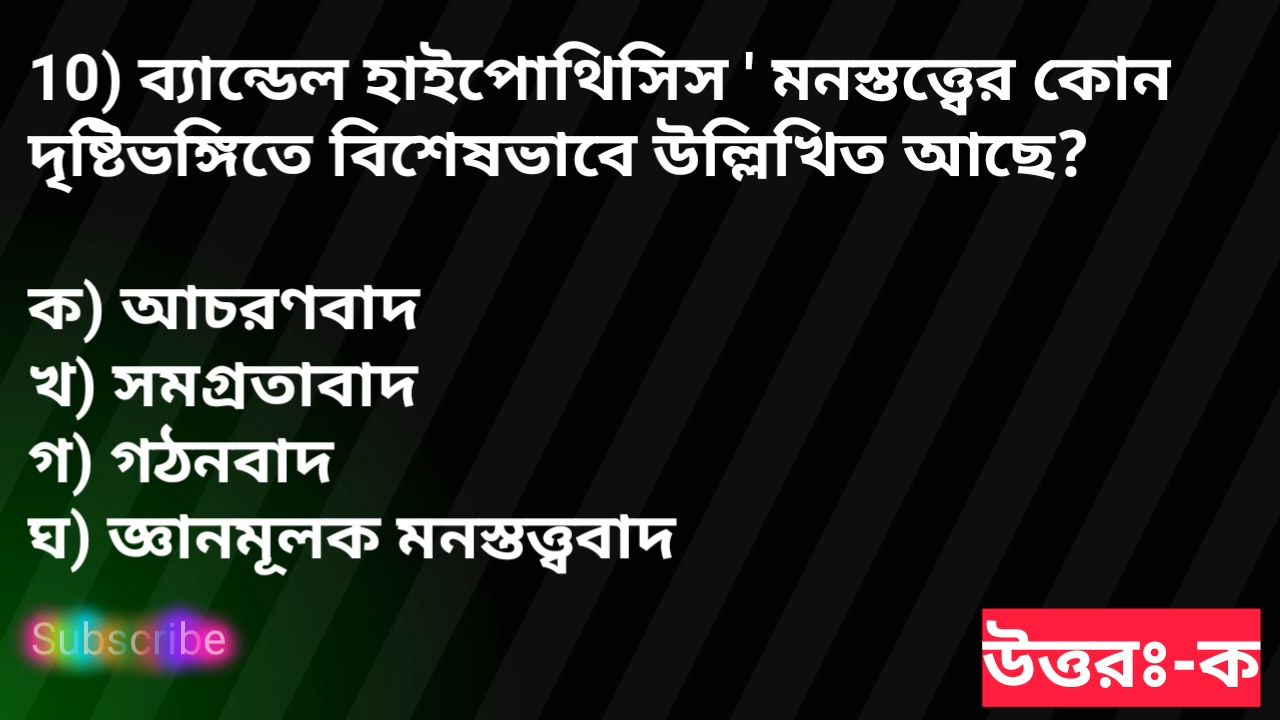 10) ব্যান্ডেল হাইপোথিসিস ' মনস্তত্ত্বের কোন
দৃষ্টিভঙ্গিতে বিশেষভাবে উল্লিখিত আছে?
ক) আচরণবাদ
খ) সমগ্রতাবাদ
গ) গঠনবাদ
ঘ) জ্ঞানমূলক মনস্তত্ত্ববাদ
Subscribe
উত্তরঃ-ক